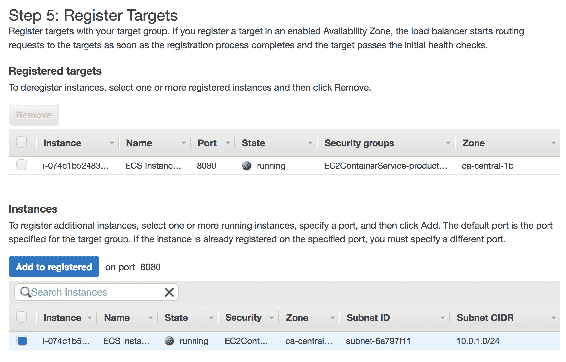 Step 5: Register Targets
Register targets with your target group. If you register a target in an enabled Availability Zone, the load balancer starts routing
requests to the targets as soon as the registration process completes and the target passes the initial health checks.
Registered targets
To deregister instances, select one or more registered instances and then click Remove.
Remove
Instance Name Port State Security groups Zone
i-074c1b52483... ECS Instanc... 8080 running EC2ContainerService-product... ca-central-1b
Instances
To register additional instances, select one or more running instances, specify a port, and then click Add. The default port is the port
specified for the target group. If the instance is already registered on the specified port, you must specify a different port.
Add to registered on port 8080
Search Instances
Instance Name State Security Zone Subnet ID Subnet CIDR
i-074c1b5... ECS Insta... running EC2Cont... ca-central... subnet-6e797f11 10.0.1.0/24